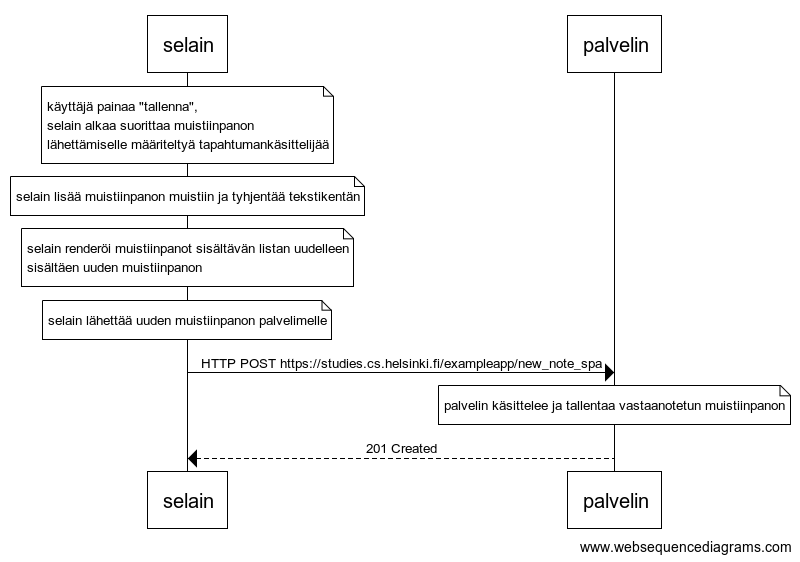 selain
palvelin
käyttäjä painaa "tallenna",
selain alkaa suorittaa muistiinpanon
lähettämiselle määriteltyä tapahtumankäsittelijää
selain lisää muistiinpanon muistiin ja tyhjentää tekstikentän
selain renderöi muistiinpanot sisältävän listan uudelleen
sisältäen uuden muistiinpanon
selain lähettää uuden muistiinpanon palvelimelle
HTTP POST https://studies.cs.helsinki.fi/exampleapp/new_note_spa
palvelin käsittelee ja tallentaa vastaanotetun muistiinpanon
201 Created
selain
palvelin
www.websequencediagrams.com